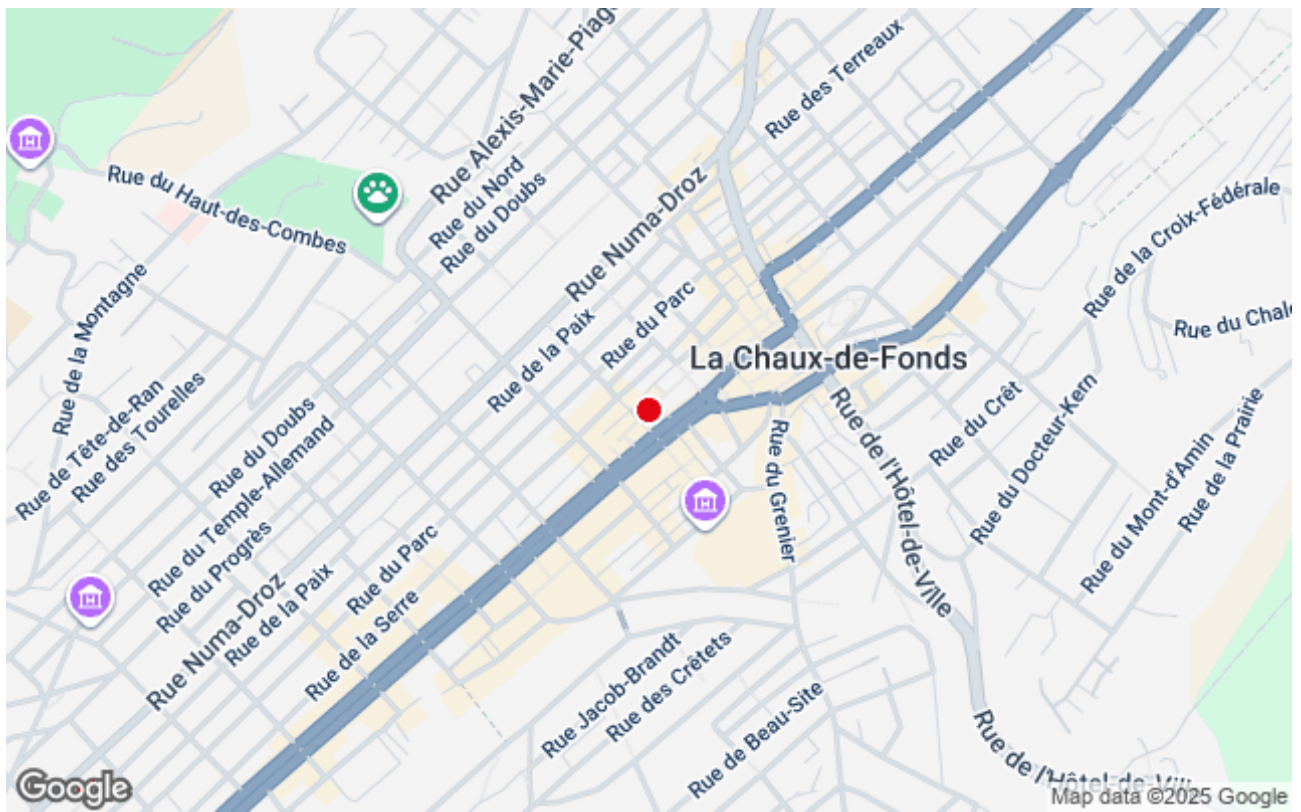 Rue Alexis-Marie-Piag
Rue des Terreaux
Rue du Haut-des-Combes
Rue du Nord
Rue du Doubs
Rue Numa-Droz
Rue de la Croix-Fédérale
Rue du Chale
Rue de la Montagne
Rue de la Paix
Rue du Parc
La Chaux-de-Fonds
Rue de Tête-de-Ran
Rue des Tourelles
Rue du Doubs
Rue du Temple-Allemand
Rue du Progrès
Rue du Crêt
Rue du Docteur-Kern
Rue de l'Hôtel-de-Ville
Rue du Grenier
Rue du Mont-d'Amin
Rue de la Prairie
Rue Numa-Droz
Rue de la Paix
Rue du Parc
Rue de la Serre
Rue Jacob-Brandt
Rue des Crêtets
Rue de Beau-Site
Rue de l'Hôtel-de-Vill
Google
Map data ©2025 Google